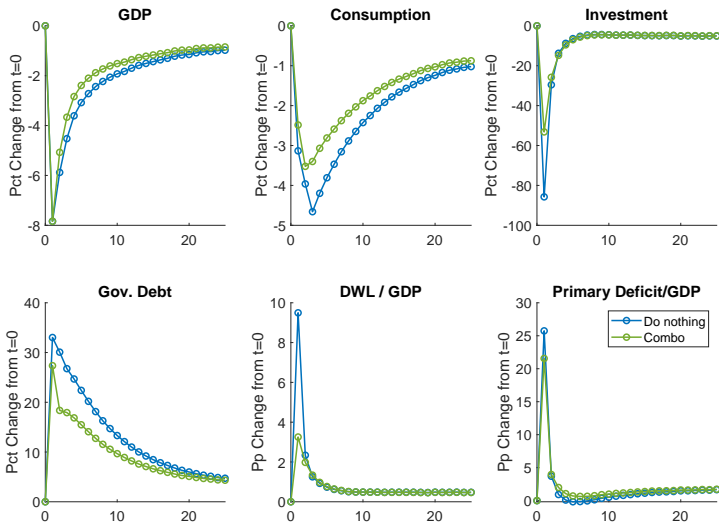 GDP
Consumption
Investment
Pct Change from t=0
0
-2
-4
-6
-8
0 10 20
Pct Change from t=0
0
-1
-2
-3
-4
-5
0 10 20
Pct Change from t=0
0
-20
-40
-60
-80
-100
0 10 20
Gov. Debt
DWL / GDP
Primary Deficit/GDP
Pct Change from t=0
40
30
20
10
0
0 10 20
Pp Change from t=0
10
8
6
4
2
0
0 10 20
Pp Change from t=0
30
25
20
15
10
5
0
0 10 20
Do nothing
Combo